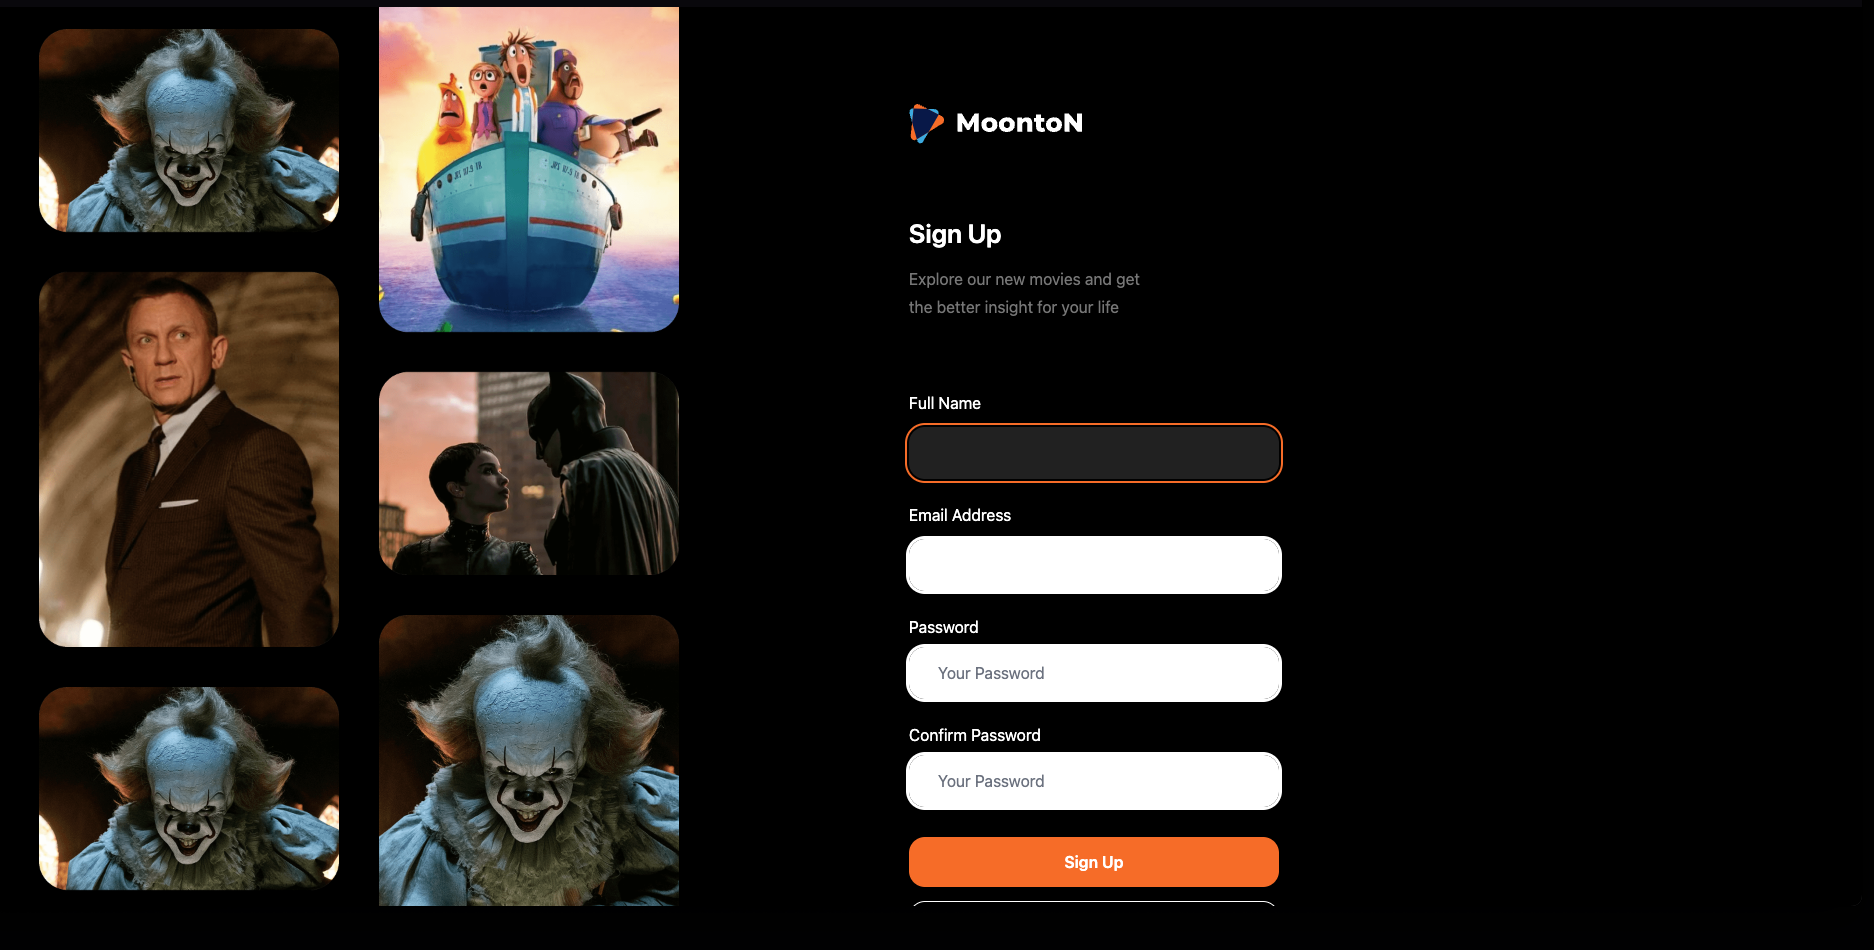 MoontoN
Sign Up
Explore our new movies and get
the better insight for your life
Full Name
Email Address
Password
Your Password
Confirm Password
Your Password
Sign Up